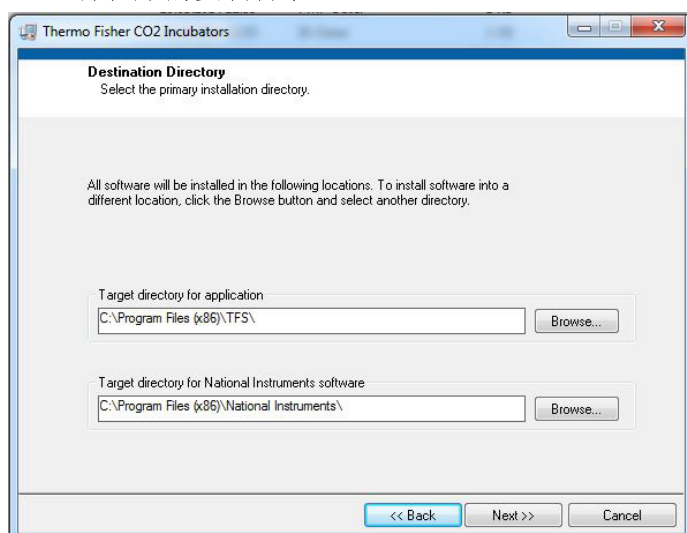 Thermo Fisher CO2 Incubators
Destination Directory
Select the primary installation directory.
All software will be installed in the following locations. To install software into a
different location, click the Browse button and select another directory.
Target directory for application
C:\Program Files (x86)\TFS\
Browse...
Target directory for National Instruments software
C:\Program Files (x86)\National Instruments\
Browse...
<< Back
Next >>
Cancel